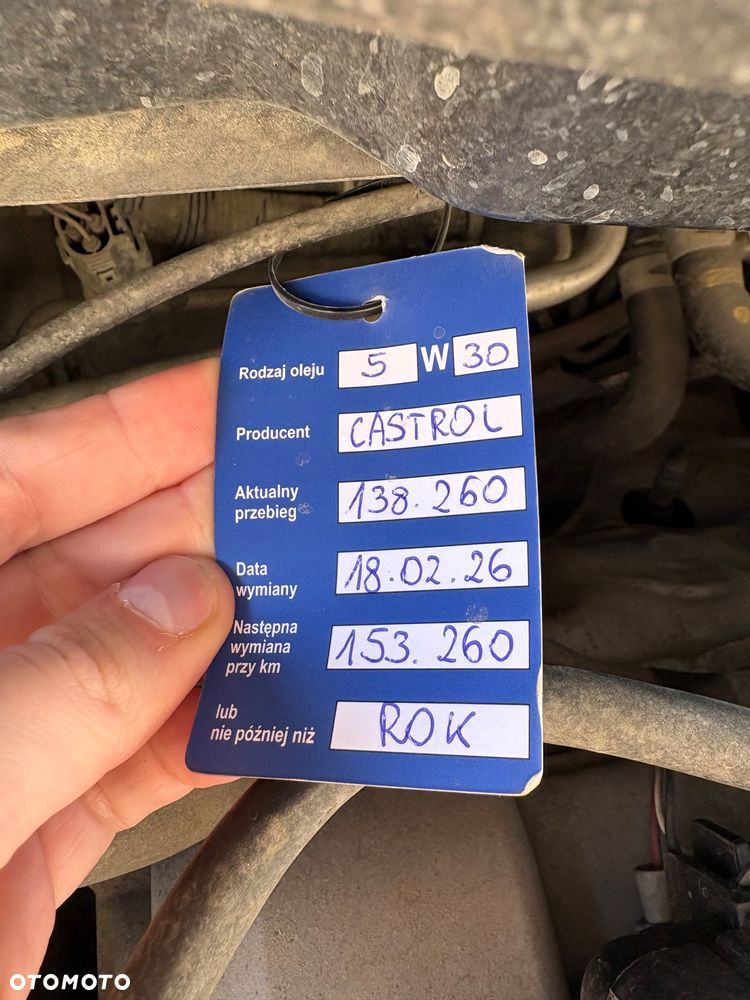 Rodzaj oleju 5 W 30
Producent CASTROL
Aktualny
przebieg 138.260
Data
wymiany 18.02.26
Następna
wymiana
przy km 153.260
lub
nie później niż ROK
OTOMOTO